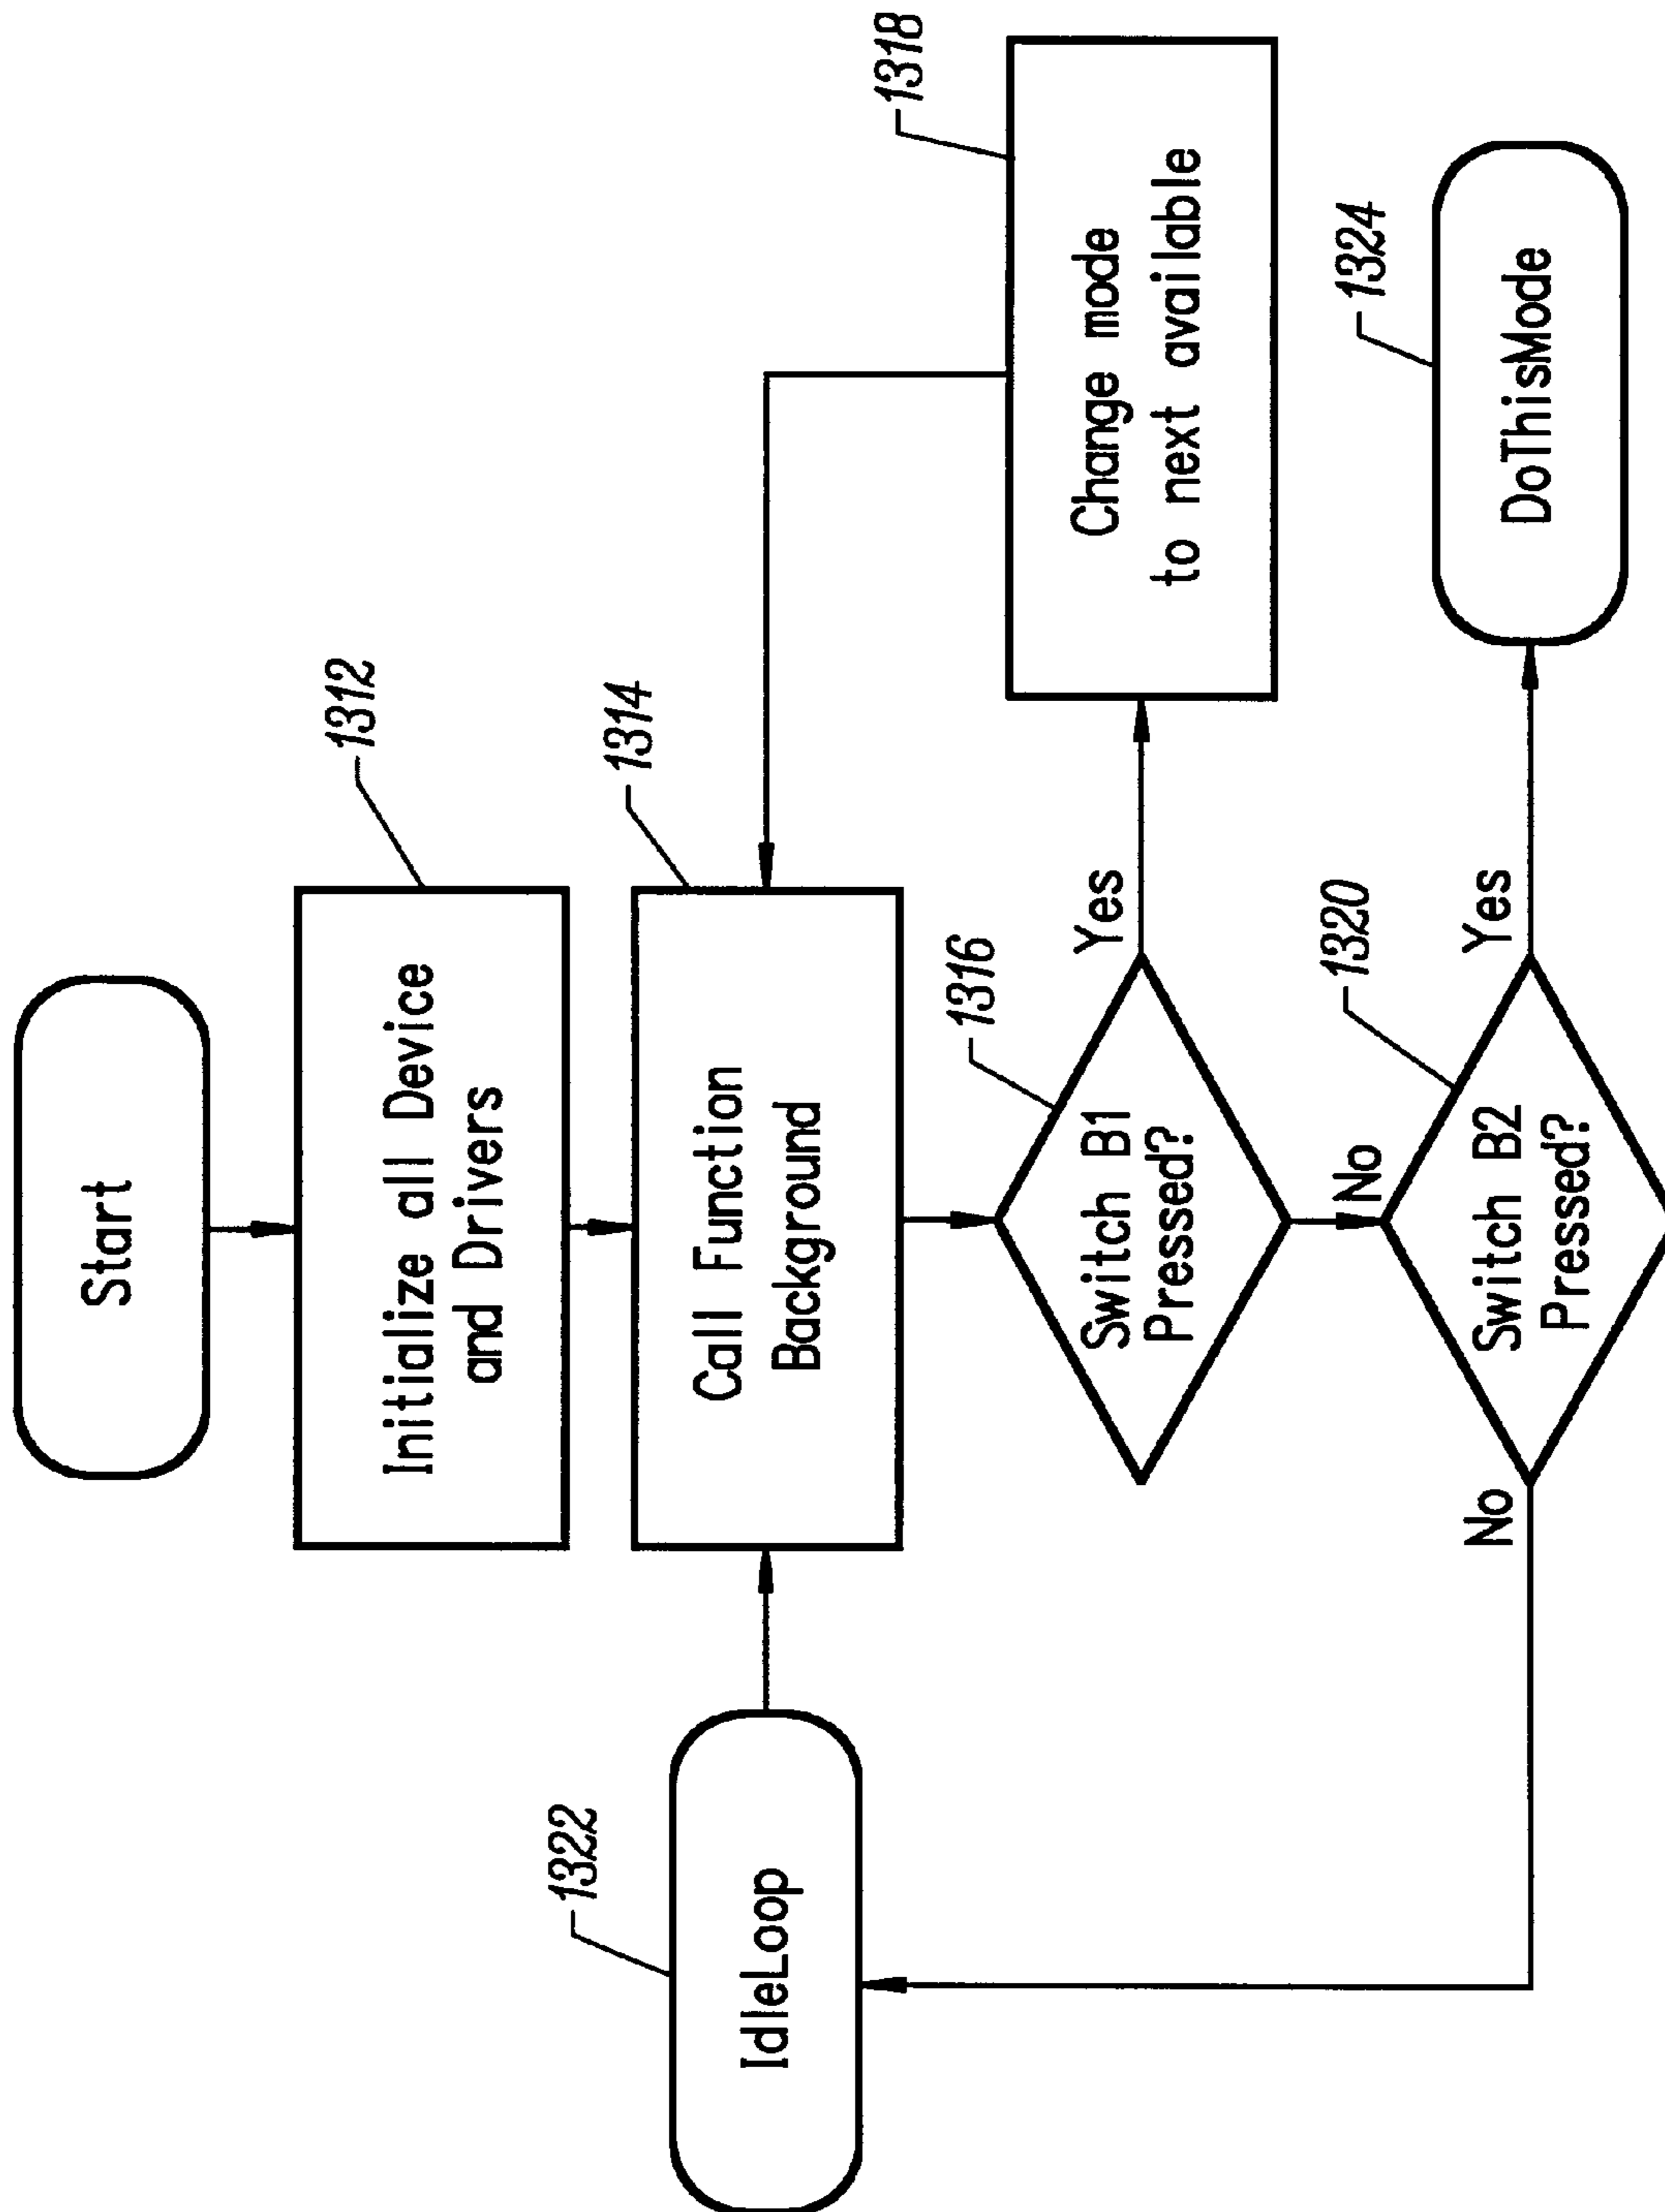 Start
1312
Initialize all Device
and Drivers
1314
Call Function
Background
1322
IdleLoop
1316
Switch B1
Pressed?
Yes
1318
Change mode
to next available
No
1320
Switch B2
Pressed?
Yes
1324
DoThisMode
No